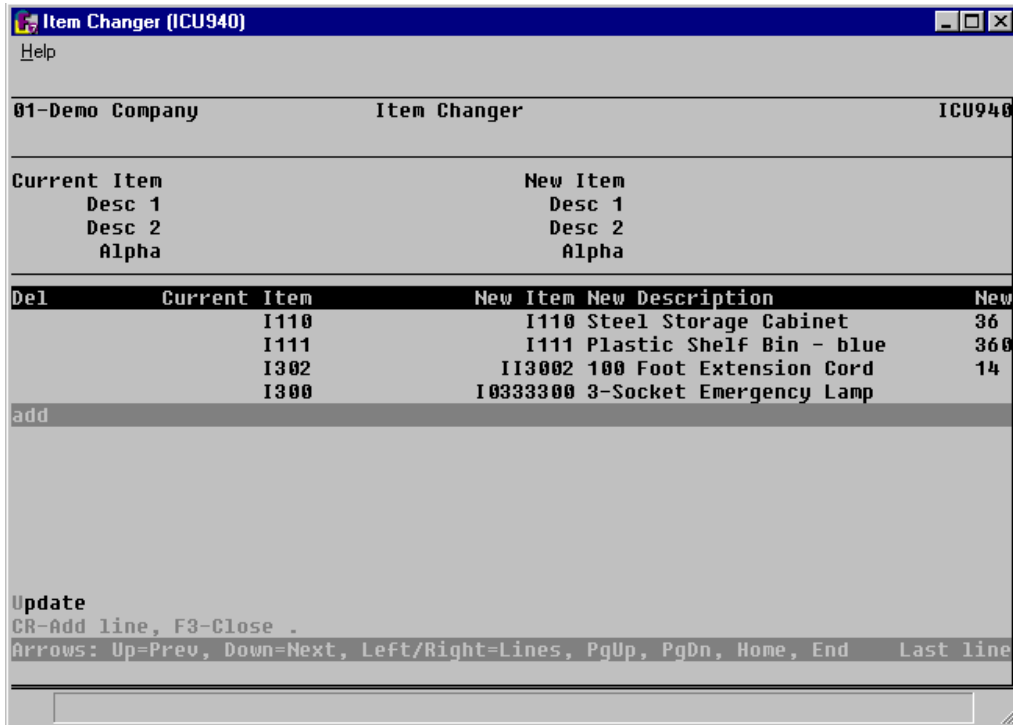 Item Changer (ICU940)
Help
01-Demo Company Item Changer ICU940
Current Item New Item
Desc 1 Desc 1
Desc 2 Desc 2
Alpha Alpha
Del Current Item New Item New Description New
I110 I110 Steel Storage Cabinet 36
I111 I111 Plastic Shelf Bin - blue 360
I302 II3002 100 Foot Extension Cord 14
I300 I0333300 3-Socket Emergency Lamp
add
Update
CR-Add line, F3-Close .
Arrows: Up=Prev, Down=Next, Left/Right=Lines, PgUp, PgDn, Home, End Last line